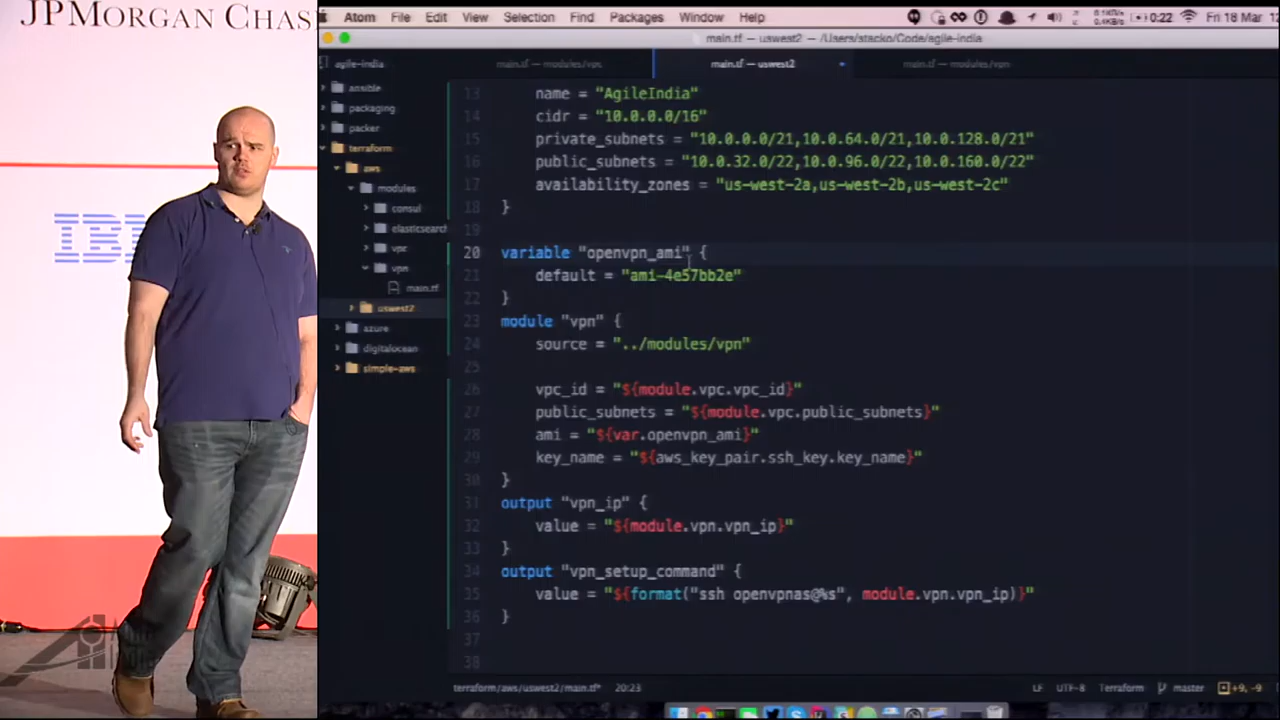 JPMORGAN CHAS
IBM
Atom File Edit View Selection Find Packages Window Help
0:22 Fri 18 Mar
main.tf — uswest2 — /Users/stacko/Code/agile-india
agile-india
main.tf — modules/vpc
main.tf — uswest2
main.tf — modules/vpn
ansible
packaging
packer
terraform
aws
modules
consul
elasticsearch
vpc
vpn
main.tf
uswest2
azure
digitalocean
simple-aws
13 name = "AgileIndia"
14 cidr = "10.0.0.0/16"
15 private_subnets = "10.0.0.0/21,10.0.64.0/21,10.0.128.0/21"
16 public_subnets = "10.0.32.0/22,10.0.96.0/22,10.0.160.0/22"
17 availability_zones = "us-west-2a,us-west-2b,us-west-2c"
18 }
19
20 variable "openvpn_ami" {
21 default = "ami-4e57bb2e"
22 }
23 module "vpn" {
24 source = "../modules/vpn"
25
26 vpc_id = "${module.vpc.vpc_id}"
27 public_subnets = "${module.vpc.public_subnets}"
28 ami = "${var.openvpn_ami}"
29 key_name = "${aws_key_pair.ssh_key.key_name}"
30 }
31 output "vpn_ip" {
32 value = "${module.vpn.vpn_ip}"
33 }
34 output "vpn_setup_command" {
35 value = "${format("ssh openvpnas@%s", module.vpn.vpn_ip)}"
36 }
37
38
terraform/aws/uswest2/main.tf* 20:23
LF UTF-8 Terraform master +9, -9